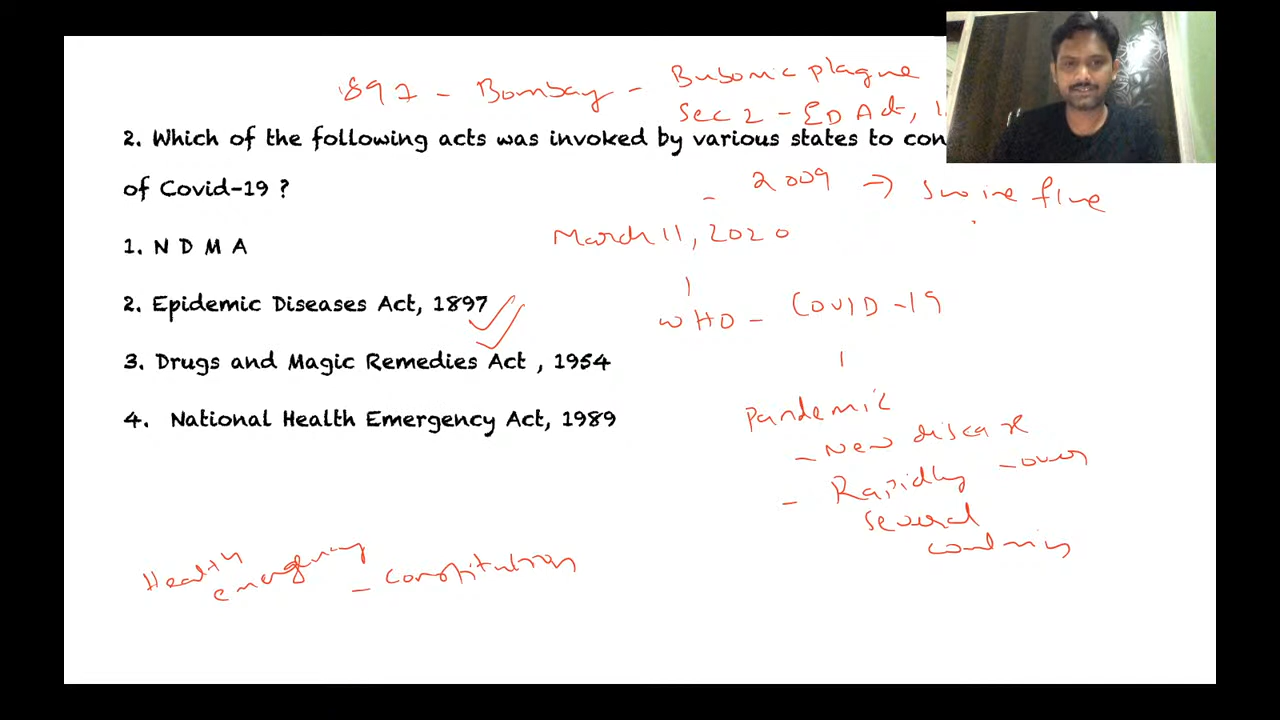 1897 - Bombay - Bubonic plague
Sec 2 - ED Act, 1
2. Which of the following acts was invoked by various states to con
of Covid-19 ?
2009 → Swine flue
March 11, 2020
1. N D M A
2. Epidemic Diseases Act, 1897
WHO - COVID-19
3. Drugs and Magic Remedies Act , 1954
4. National Health Emergency Act, 1989
Pandemic
- New disease
- Rapidly - over
several
Health
emergency - constitution